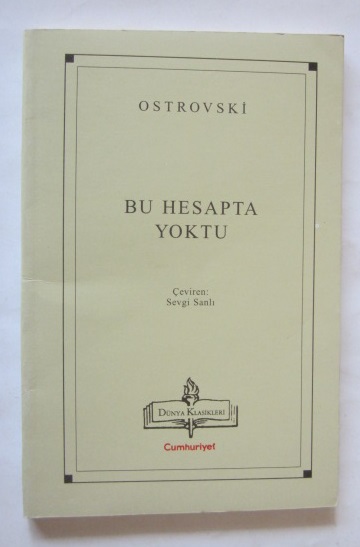 OSTROVSKİ
BU HESAPTA
YOKTU
Çeviren:
Sevgi Sanlı
DÜNYA KLASİKLERİ
Cumhuriyet